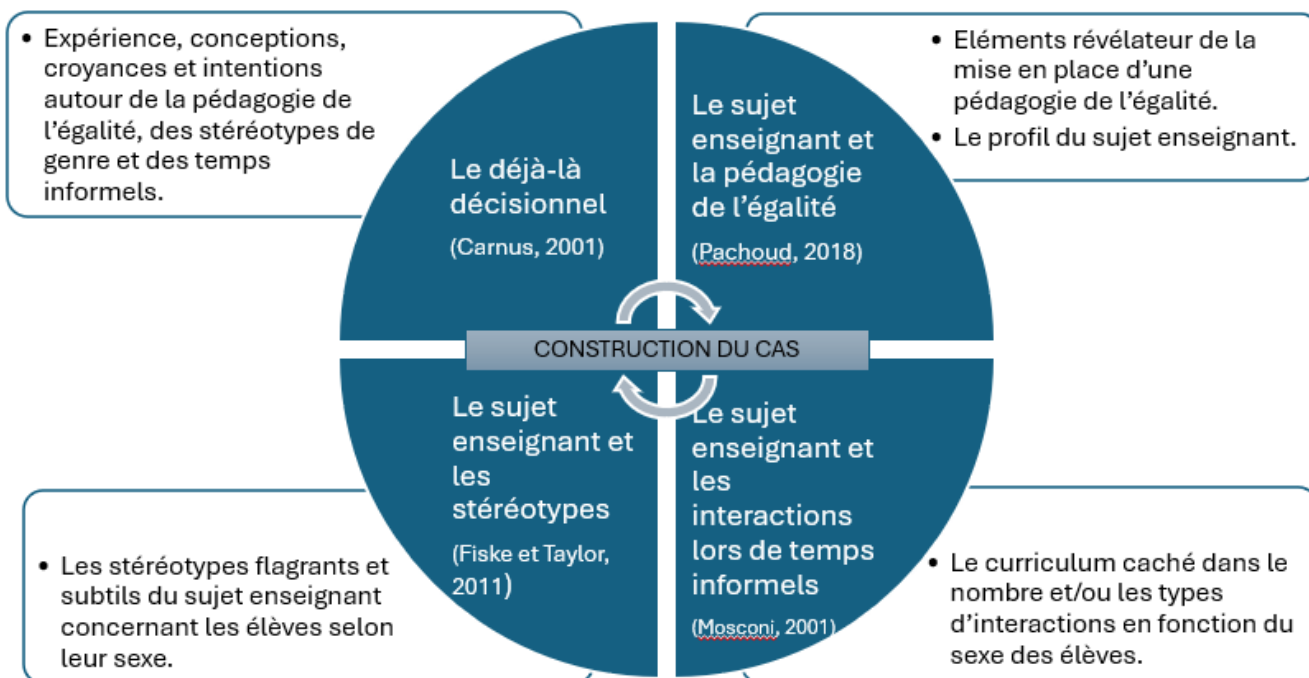 • Expérience, conceptions,
croyances et intentions
autour de la pédagogie de
l'égalité, des stéréotypes de
genre et des temps
informels.
Le déjà-là
décisionnel
(Carnus, 2001)
Le sujet
enseignant et
la pédagogie
de l'égalité
(Pachoud, 2018)
• Eléments révélateur de la
mise en place d'une
pédagogie de l'égalité.
• Le profil du sujet enseignant.
CONSTRUCTION DU CAS
• Les stéréotypes flagrants et
subtils du sujet enseignant
concernant les élèves selon
leur sexe.
Le sujet
enseignant et
les
stéréotypes
(Fiske et Taylor,
2011)
Le sujet
enseignant et
les
interactions
lors de temps
informels
(Mosconi, 2001)
• Le curriculum caché dans le
nombre et/ou les types
d'interactions en fonction du
sexe des élèves.